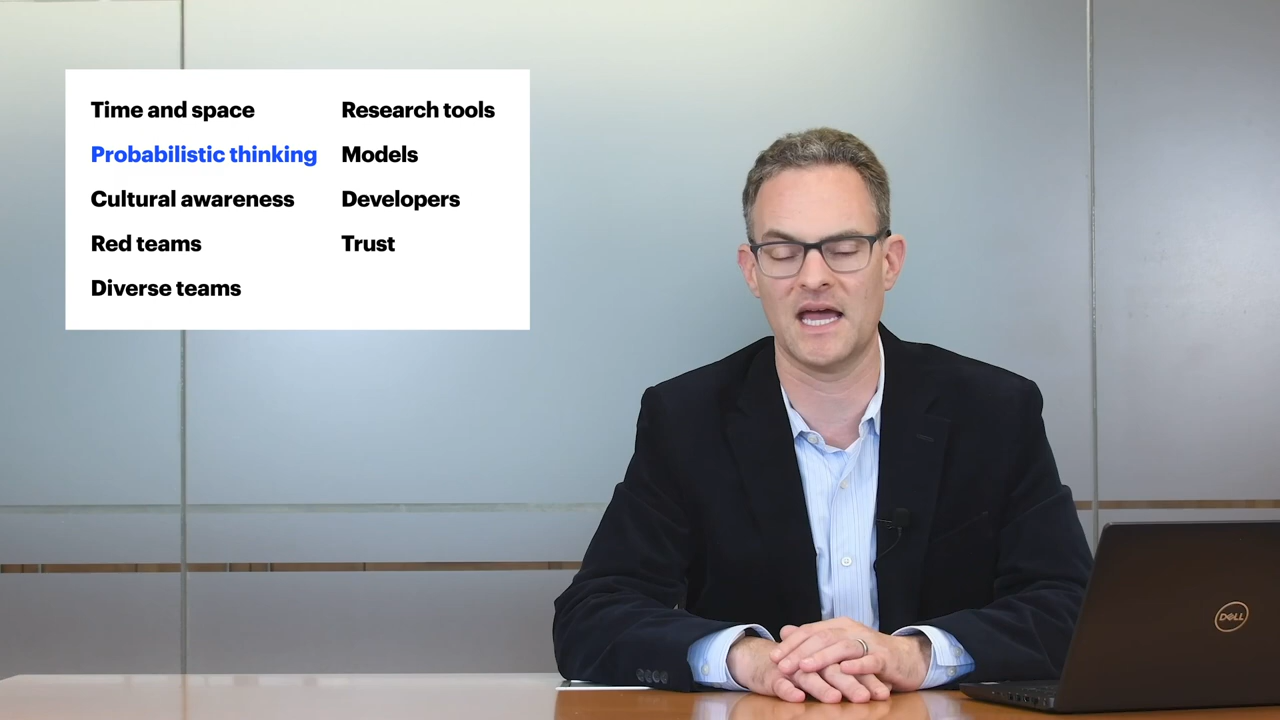 Time and space
Probabilistic thinking
Cultural awareness
Red teams
Diverse teams
Research tools
Models
Developers
Trust
DELL